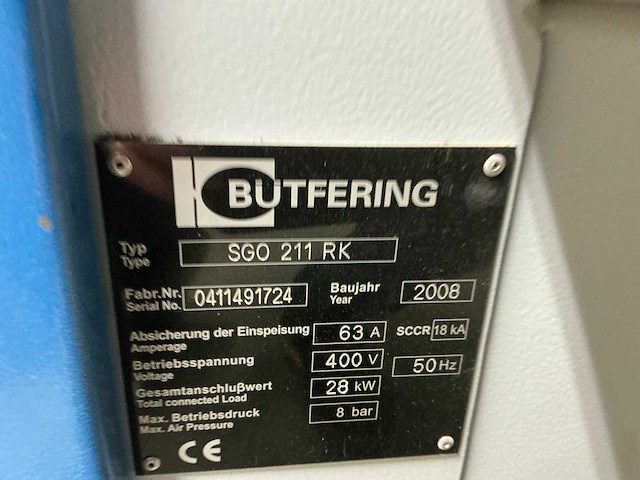 BÜTFERING
Typ SGO 211 RK
Type
Fabr.Nr. 0411491724 Baujahr 2008
Serial No. Year
Absicherung der Einspeisung 63 A SCCR 18 kA
Amperage
Betriebsspannung 400 V 50 Hz
Voltage
Gesamtanschlußwert 28 kW
Total connected Load
Max. Betriebsdruck 8 bar
Max. Air Pressure
CE